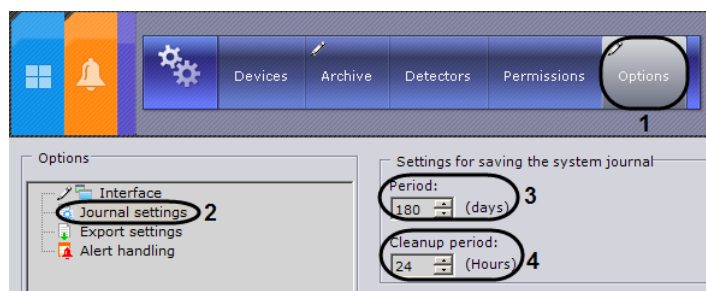 Devices Archive Detectors Permissions Options
1
Options
Interface
Journal settings 2
Export settings
Alert handling
Settings for saving the system journal
Period:
180 (days) 3
Cleanup period:
24 (Hours) 4